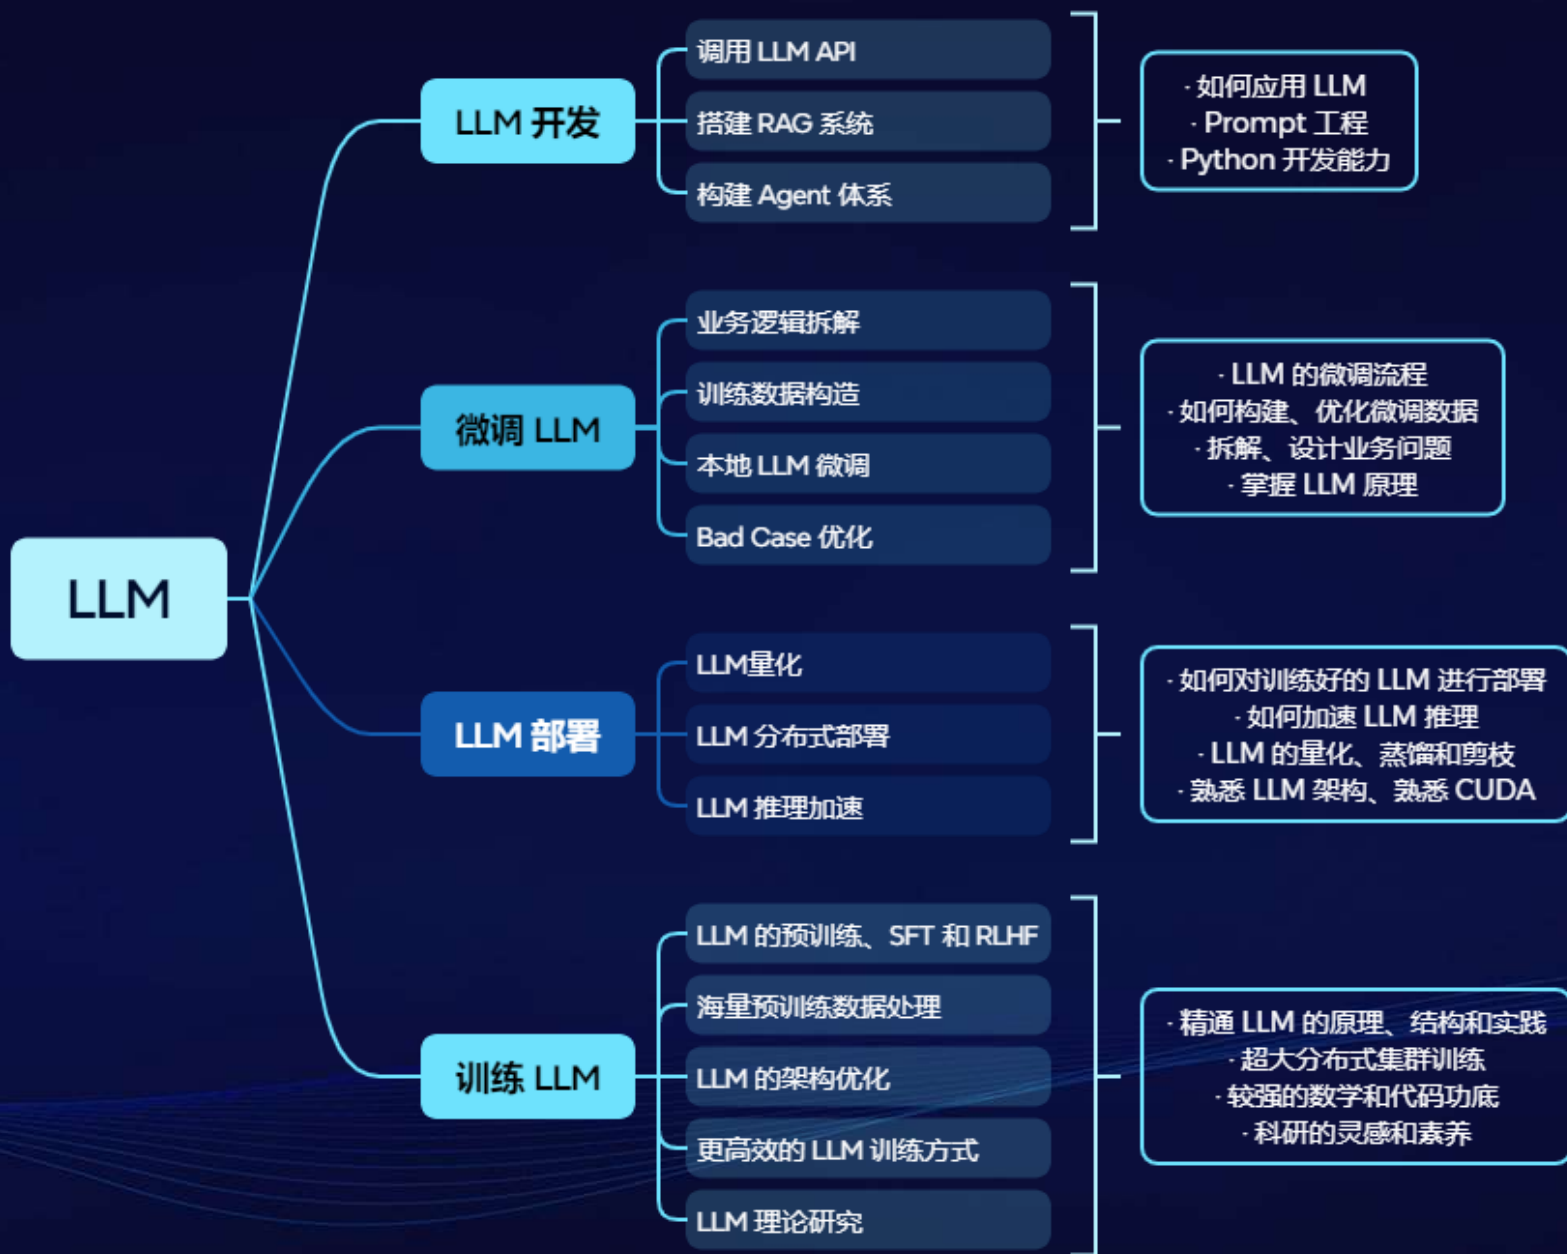 LLM
LLM 开发
调用 LLM API
搭建 RAG 系统
构建 Agent 体系
· 如何应用 LLM
· Prompt 工程
· Python 开发能力
微调 LLM
业务逻辑拆解
训练数据构造
本地 LLM 微调
Bad Case 优化
· LLM 的微调流程
· 如何构建、优化微调数据
· 拆解、设计业务问题
· 掌握 LLM 原理
LLM 部署
LLM量化
LLM 分布式部署
LLM 推理加速
· 如何对训练好的 LLM 进行部署
· 如何加速 LLM 推理
· LLM 的量化、蒸馏和剪枝
· 熟悉 LLM 架构、熟悉 CUDA
训练 LLM
LLM 的预训练、SFT 和 RLHF
海量预训练数据处理
LLM 的架构优化
更高效的 LLM 训练方式
LLM 理论研究
· 精通 LLM 的原理、结构和实践
· 超大分布式集群训练
· 较强的数学和代码功底
· 科研的灵感和素养